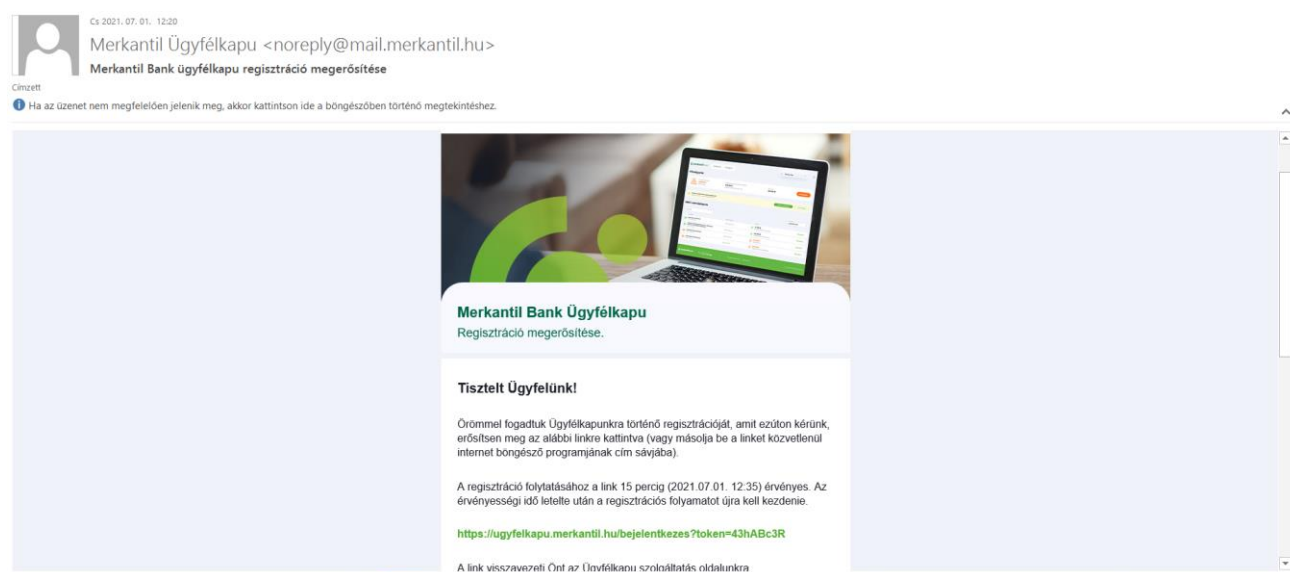 Cs 2021. 07. 01. 12:20
Merkantil Ügyfélkapu <noreply@mail.merkantil.hu>
Merkantil Bank ügyfélkapu regisztráció megerősítése
Címzett
Ha az üzenet nem megfelelően jelenik meg, akkor kattintson ide a böngészőben történő megtekintéshez.
Merkantil Bank Ügyfélkapu
Regisztráció megerősítése.
Tisztelt Ügyfelünk!
Örömmel fogadtuk Ügyfélkapunkra történő regisztrációját, amit ezúton kérünk,
erősítsen meg az alábbi linkre kattintva (vagy másolja be a linket közvetlenül
internet böngésző programjának cím sávjába).
A regisztráció folytatásához a link 15 percig (2021.07.01. 12:35) érvényes. Az
érvényességi idő letelte után a regisztrációs folyamatot újra kell kezdenie.
https://ugyfelkapu.merkantil.hu/bejelentkezes?token=43hABc3R
A link visszavezeti Önt az Ügyfélkapu szolgáltatás oldalunkra